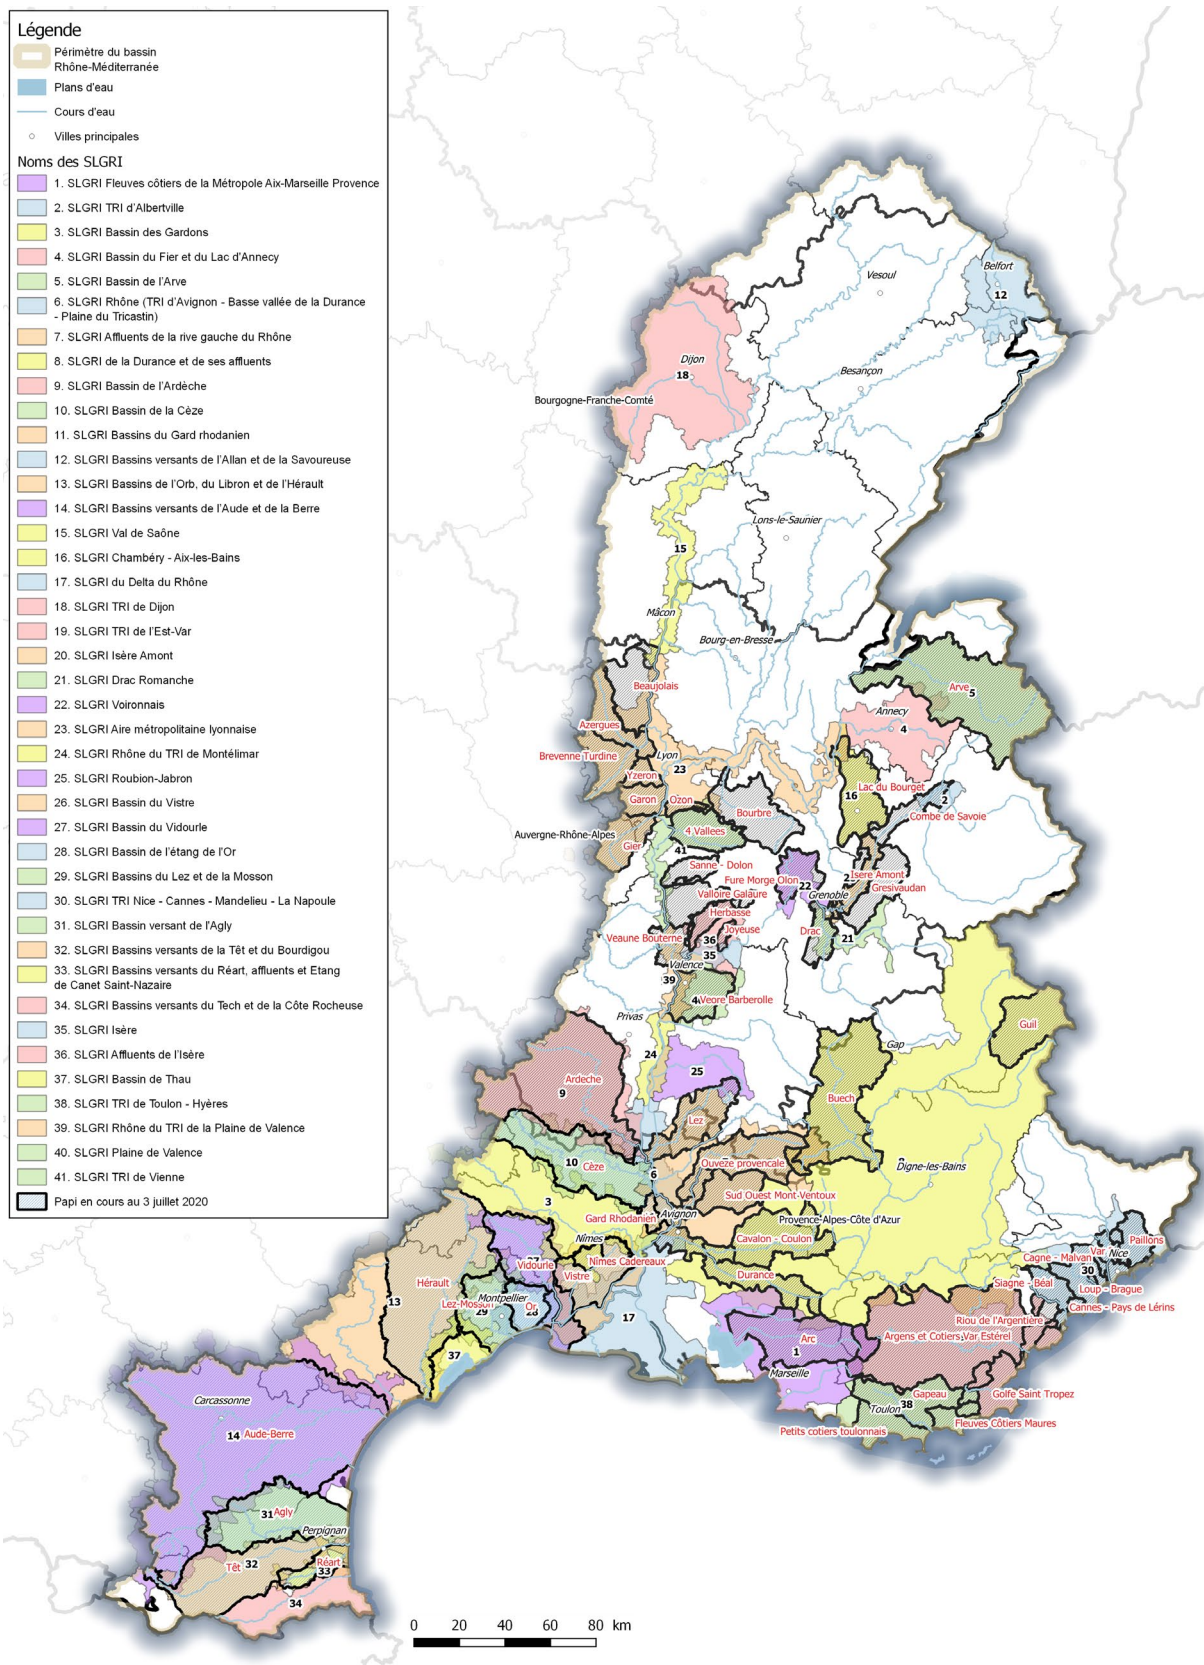 Légende
Périmètre du bassin
Rhône-Méditerranée
Plans d'eau
Cours d'eau
Villes principales
Noms des SLGRI
1. SLGRI Fleuves côtiers de la Métropole Aix-Marseille Provence
2. SLGRI TRI d'Albertville
3. SLGRI Bassin des Gardons
4. SLGRI Bassin du Fier et du Lac d'Annecy
5. SLGRI Bassin de l'Arve
6. SLGRI Rhône (TRI d'Avignon - Basse vallée de la Durance
- Plaine du Tricastin)
7. SLGRI Affluents de la rive gauche du Rhône
8. SLGRI de la Durance et de ses affluents
9. SLGRI Bassin de l'Ardèche
10. SLGRI Bassin de la Cèze
11. SLGRI Bassins du Gard rhodanien
12. SLGRI Bassins versants de l'Allan et de la Savoureuse
13. SLGRI Bassins de l'Orb, du Libron et de l'Hérault
14. SLGRI Bassins versants de l'Aude et de la Berre
15. SLGRI Val de Saône
16. SLGRI Chambéry - Aix-les-Bains
17. SLGRI du Delta du Rhône
18. SLGRI TRI de Dijon
19. SLGRI TRI de l'Est-Var
20. SLGRI Isère Amont
21. SLGRI Drac Romanche
22. SLGRI Voironnais
23. SLGRI Aire métropolitaine lyonnaise
24. SLGRI Rhône du TRI de Montélimar
25. SLGRI Roubion-Jabron
26. SLGRI Bassin du Vistre
27. SLGRI Bassin du Vidourle
28. SLGRI Bassin de l'étang de l'Or
29. SLGRI Bassins du Lez et de la Mosson
30. SLGRI TRI Nice - Cannes - Mandelieu - La Napoule
31. SLGRI Bassin versant de l'Agly
32. SLGRI Bassins versants de la Têt et du Bourdigou
33. SLGRI Bassins versants du Réart, affluents et Etang
de Canet Saint-Nazaire
34. SLGRI Bassins versants du Tech et de la Côte Rocheuse
35. SLGRI Isère
36. SLGRI Affluents de l'Isère
37. SLGRI Bassin de Thau
38. SLGRI TRI de Toulon - Hyères
39. SLGRI Rhône du TRI de la Plaine de Valence
40. SLGRI Plaine de Valence
41. SLGRI TRI de Vienne
Papi en cours au 3 juillet 2020
Vesoul
Belfort
12
Dijon
18
Besançon
Bourgogne-Franche-Comté
Lons-le-Saunier
15
Mâcon
Bourg-en-Bresse
Beaujolais
Arve
5
Azergues
Annecy
4
Brevenne Turdine
Lyon
23
Yzeron
Lac du Bourget
Garon
Ozon
16
2
Bourbre
Combe de Savoie
Auvergne-Rhône-Alpes
4 Vallees
Gier
41
Sanne - Dolon
Isere Amont
Fure Morge Olon
22
Gresivaudan
Valloire Galaure
Grenoble
Herbasse
Joyeuse
Drac
21
Veaune Bouterne
36
35
Valence
39
Veore Barberolle
Privas
Guil
Gap
24
25
Ardeche
9
Buech
Lez
10
Cèze
Ouveze provencale
6
Digne-les-Bains
3
Sud Ouest Mont-Ventoux
Gard Rhodanien
Avignon
Provence-Alpes-Côte d'Azur
Nîmes
Cavalon - Coulon
Paillons
Var
Nice
Cagne - Malvan
Vidourle
Nimes Cadereaux
30
Hérault
Vistre
Durance
Siagne - Béal
Loup - Brague
13
Lez-Mosson
Montpellier
Or
Cannes - Pays de Lérins
29
28
17
Riou de l'Argentière
Arc
Argens et Cotiers Var Estérel
37
1
Marseille
Gapeau
Golfe Saint Tropez
Carcassonne
38
Toulon
Fleuves Côtiers Maures
Petits cotiers toulonnais
14
Aude-Berre
31
Agly
Perpignan
Têt
32
Réart
33
34
0 20 40 60 80 km